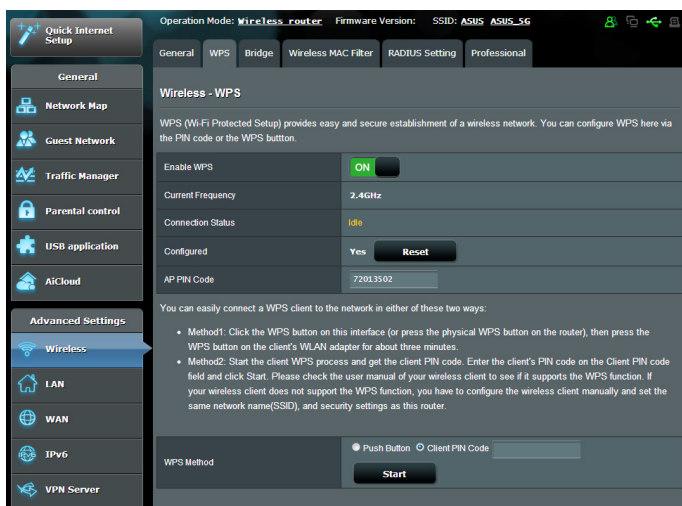 Quick Internet
Setup
Operation Mode: Wireless router Firmware Version: SSID: ASUS ASUS_5G
General WPS Bridge Wireless MAC Filter RADIUS Setting Professional
General
Network Map
Guest Network
Traffic Manager
Parental control
USB application
AiCloud
Advanced Settings
Wireless
LAN
WAN
IPv6
VPN Server
Wireless - WPS
WPS (Wi-Fi Protected Setup) provides easy and secure establishment of a wireless network. You can configure WPS here via
the PIN code or the WPS buttton.
Enable WPS ON
Current Frequency 2.4GHz
Connection Status Idle
Configured Yes Reset
AP PIN Code 72013502
You can easily connect a WPS client to the network in either of these two ways:
• Method1: Click the WPS button on this interface (or press the physical WPS button on the router), then press the
WPS button on the client's WLAN adapter for about three minutes.
• Method2: Start the client WPS process and get the client PIN code. Enter the client's PIN code on the Client PIN code
field and click Start. Please check the user manual of your wireless client to see if it supports the WPS function. If
your wireless client does not support the WPS function, you have to configure the wireless client manually and set the
same network name(SSID), and security settings as this router.
WPS Method Push Button Client PIN Code
Start